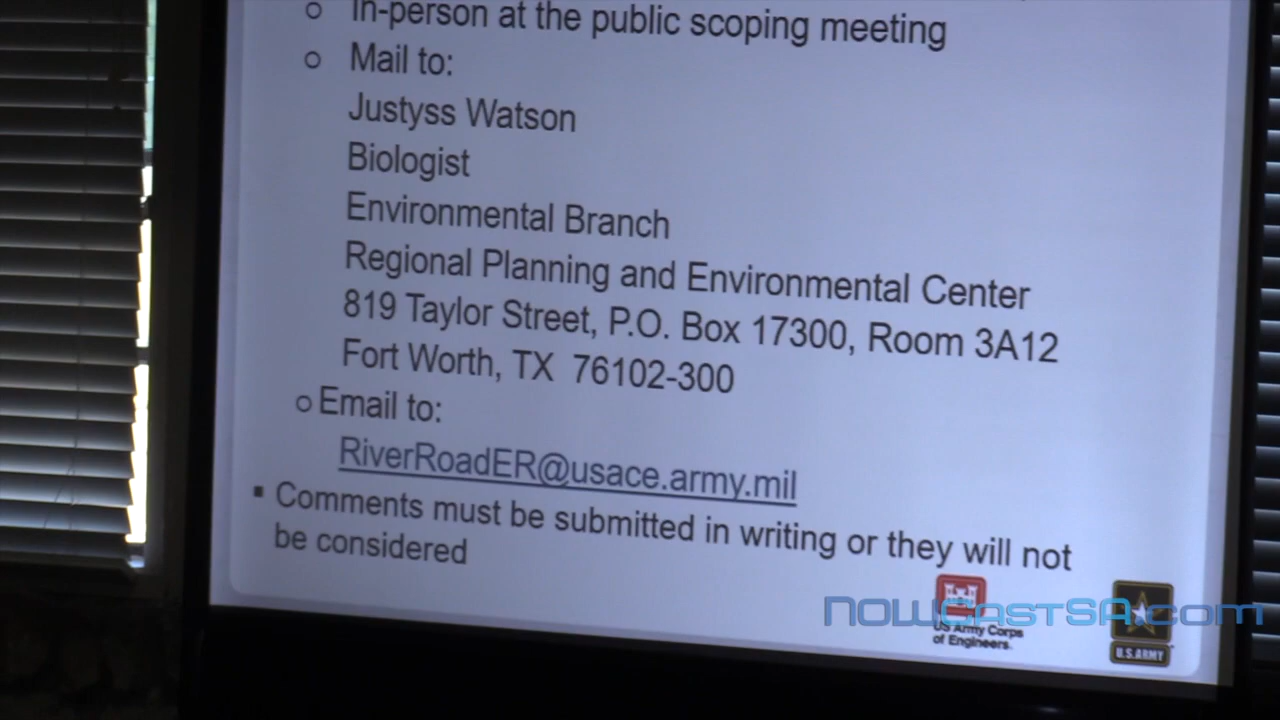 ○ In-person at the public scoping meeting
○ Mail to:
Justyss Watson
Biologist
Environmental Branch
Regional Planning and Environmental Center
819 Taylor Street, P.O. Box 17300, Room 3A12
Fort Worth, TX  76102-300
○ Email to:
RiverRoadER@usace.army.mil
▪ Comments must be submitted in writing or they will not
be considered
NOWCastSA.com
US Army Corps
of Engineers.
U.S.ARMY